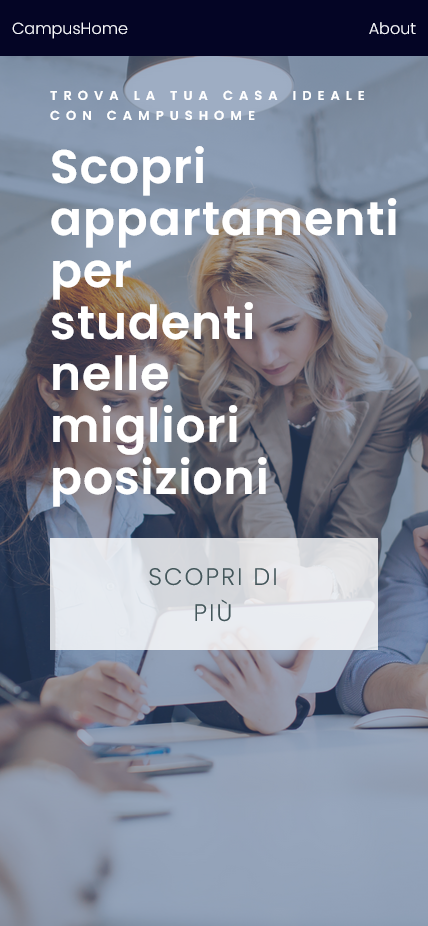 CampusHome About
TROVA LA TUA CASA IDEALE
CON CAMPUSHOME
Scopri
appartamenti
per
studenti
nelle
migliori
posizioni
SCOPRI DI
PIÙ